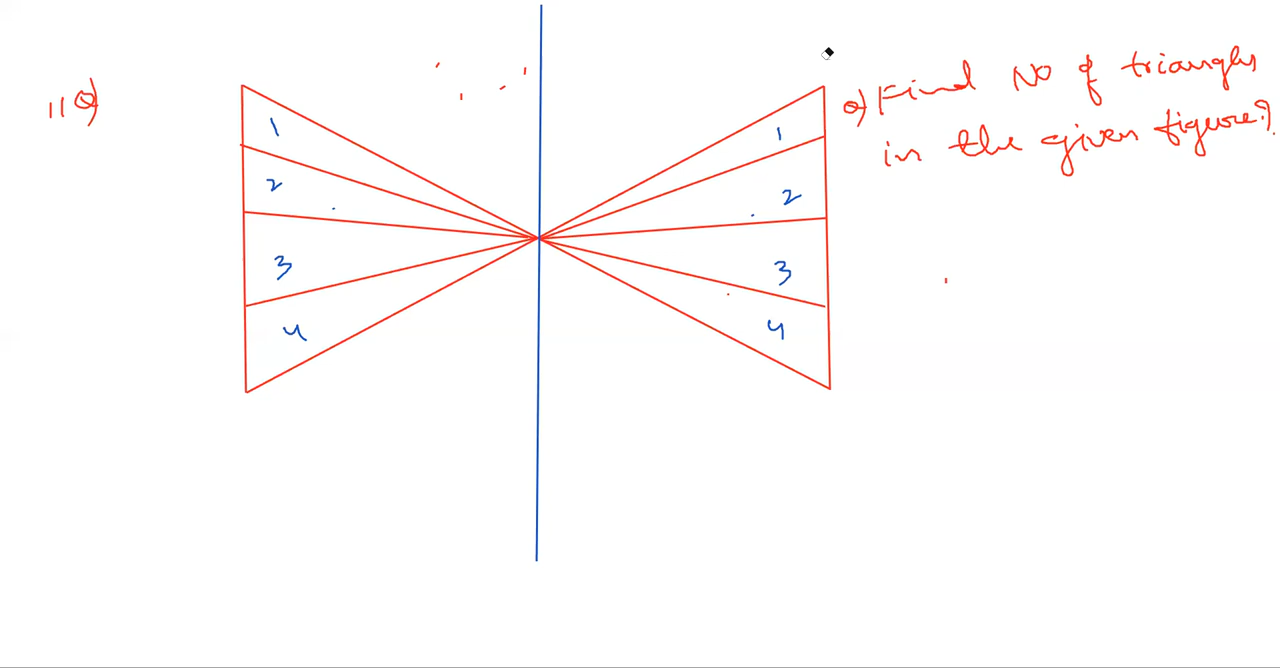 11Q)
Q) Find No of triangles
in the given figure?
1
1
2
2
3
3
4
4